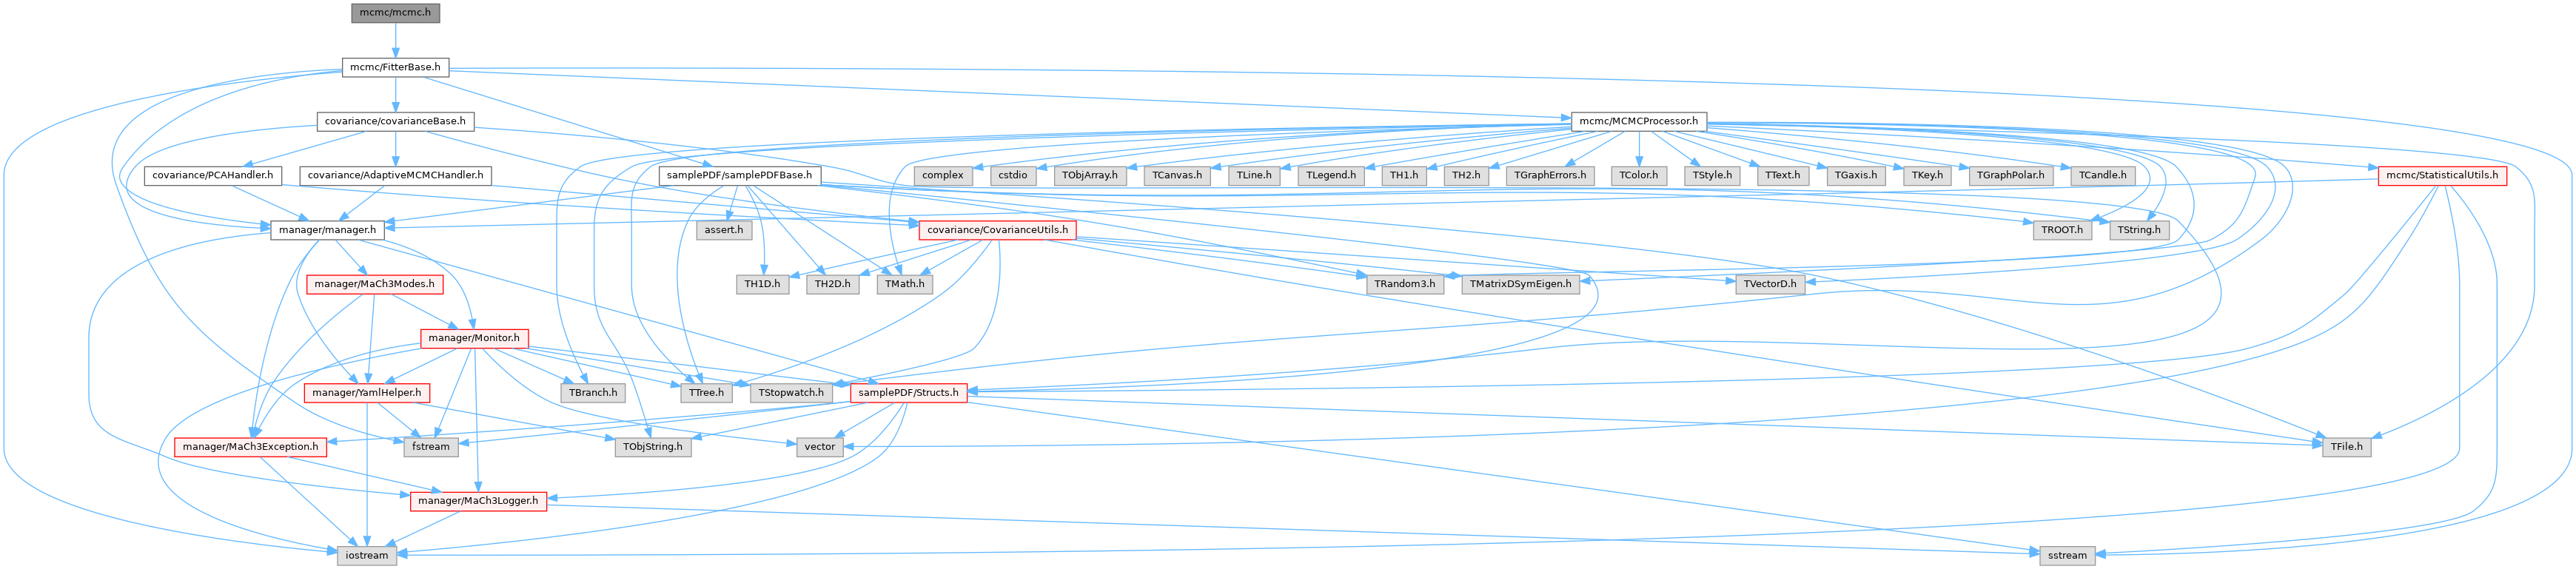 mcmc/mcmc.h
mcmc/FitterBase.h
covariance/covarianceBase.h
mcmc/MCMCProcessor.h
covariance/PCAHandler.h
covariance/AdaptiveMCMCHandler.h
samplePDF/samplePDFBase.h
complex
cstdio
TObjArray.h
TCanvas.h
TLine.h
TLegend.h
TH1.h
TH2.h
TGraphErrors.h
TColor.h
TStyle.h
TText.h
TGaxis.h
TKey.h
TGraphPolar.h
TCandle.h
mcmc/StatisticalUtils.h
manager/manager.h
assert.h
covariance/CovarianceUtils.h
TROOT.h
TString.h
manager/MaCh3Modes.h
TH1D.h
TH2D.h
TMath.h
TRandom3.h
TMatrixDSymEigen.h
TVectorD.h
manager/Monitor.h
manager/YamlHelper.h
TBranch.h
TTree.h
TStopwatch.h
samplePDF/Structs.h
manager/MaCh3Exception.h
fstream
TObjString.h
vector
TFile.h
manager/MaCh3Logger.h
iostream
sstream